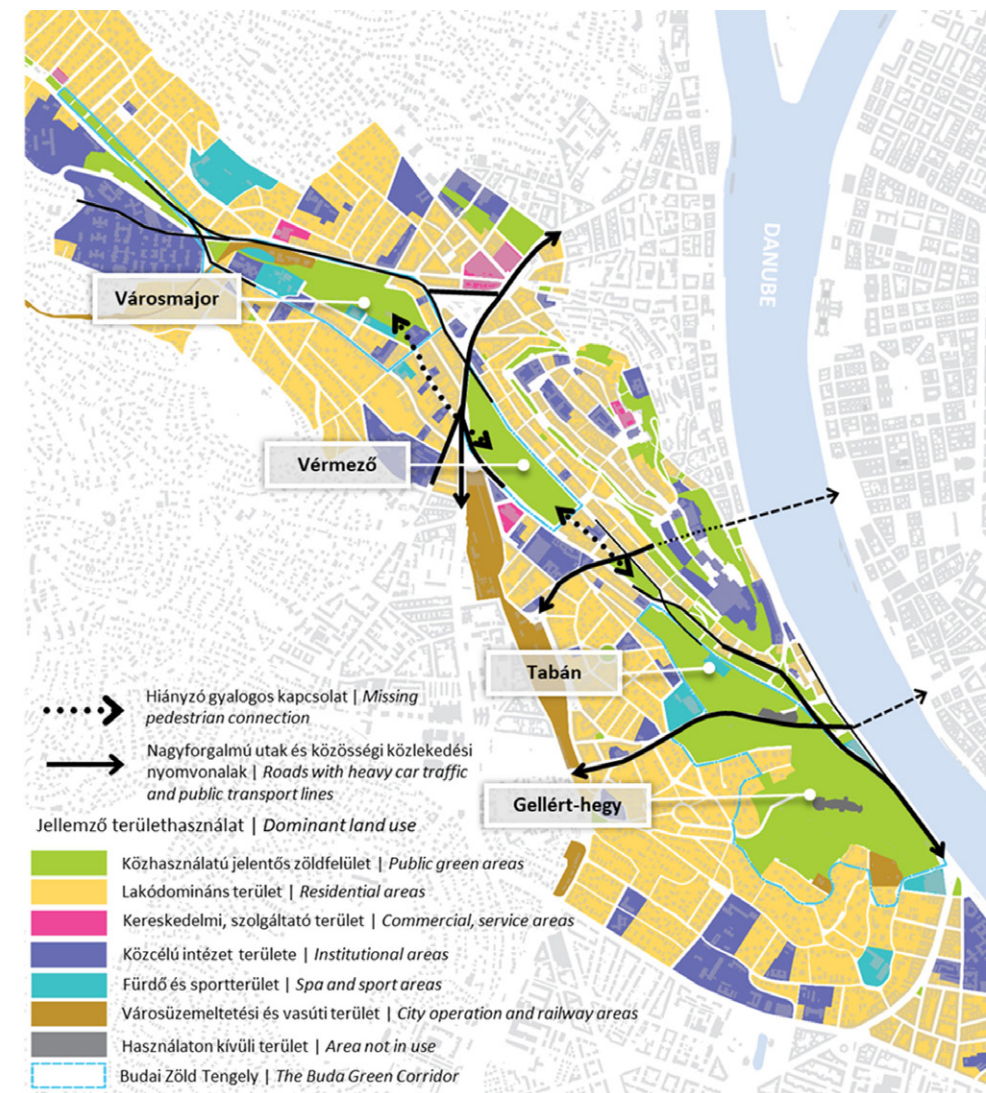 DANUBE
Városmajor
Vérmező
Tabán
Gellért-hegy
Hiányzó gyalogos kapcsolat | Missing
pedestrian connection
Nagyforgalmú utak és közösségi közlekedési
nyomvonalak | Roads with heavy car traffic
and public transport lines
Jellemző területhasználat | Dominant land use
Közhasználatú jelentős zöldfelület | Public green areas
Lakódomináns terület | Residential areas
Kereskedelmi, szolgáltató terület | Commercial, service areas
Közcélú intézet területe | Institutional areas
Fürdő és sportterület | Spa and sport areas
Városüzemeltetési és vasúti terület | City operation and railway areas
Használaton kívüli terület | Area not in use
Budai Zöld Tengely | The Buda Green Corridor